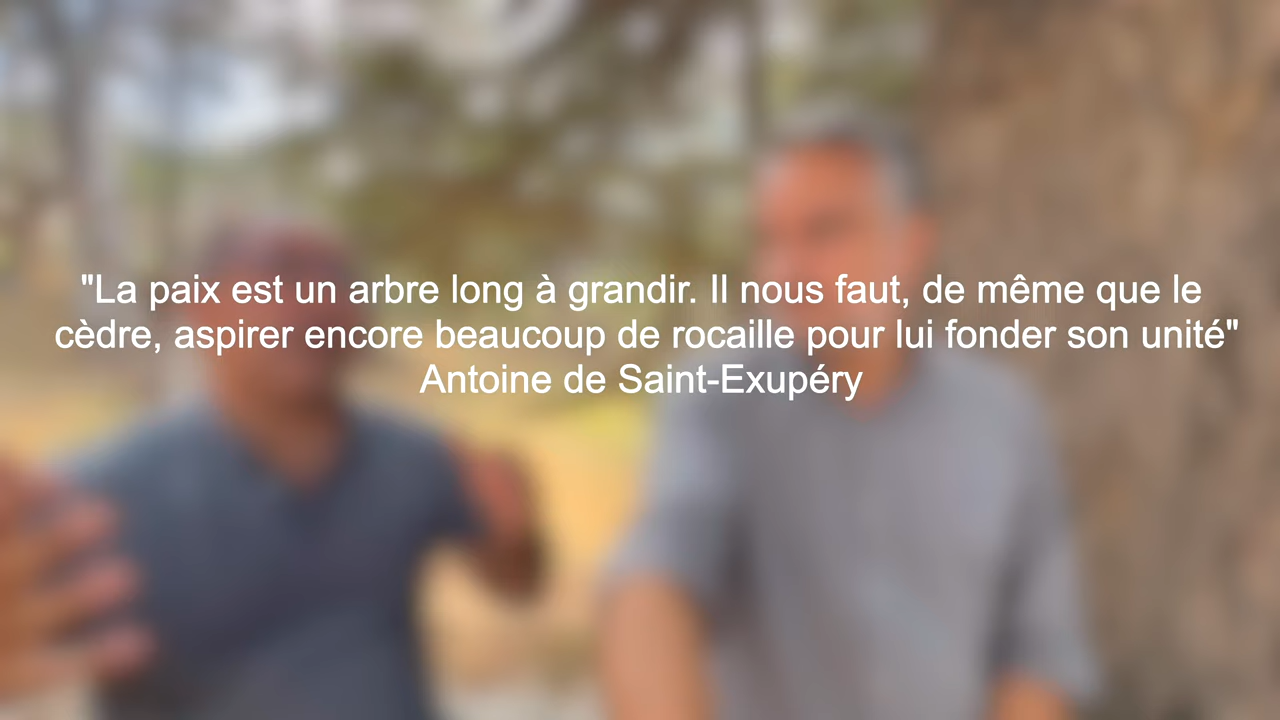 "La paix est un arbre long à grandir. Il nous faut, de même que le
cèdre, aspirer encore beaucoup de rocaille pour lui fonder son unité"
Antoine de Saint-Exupéry